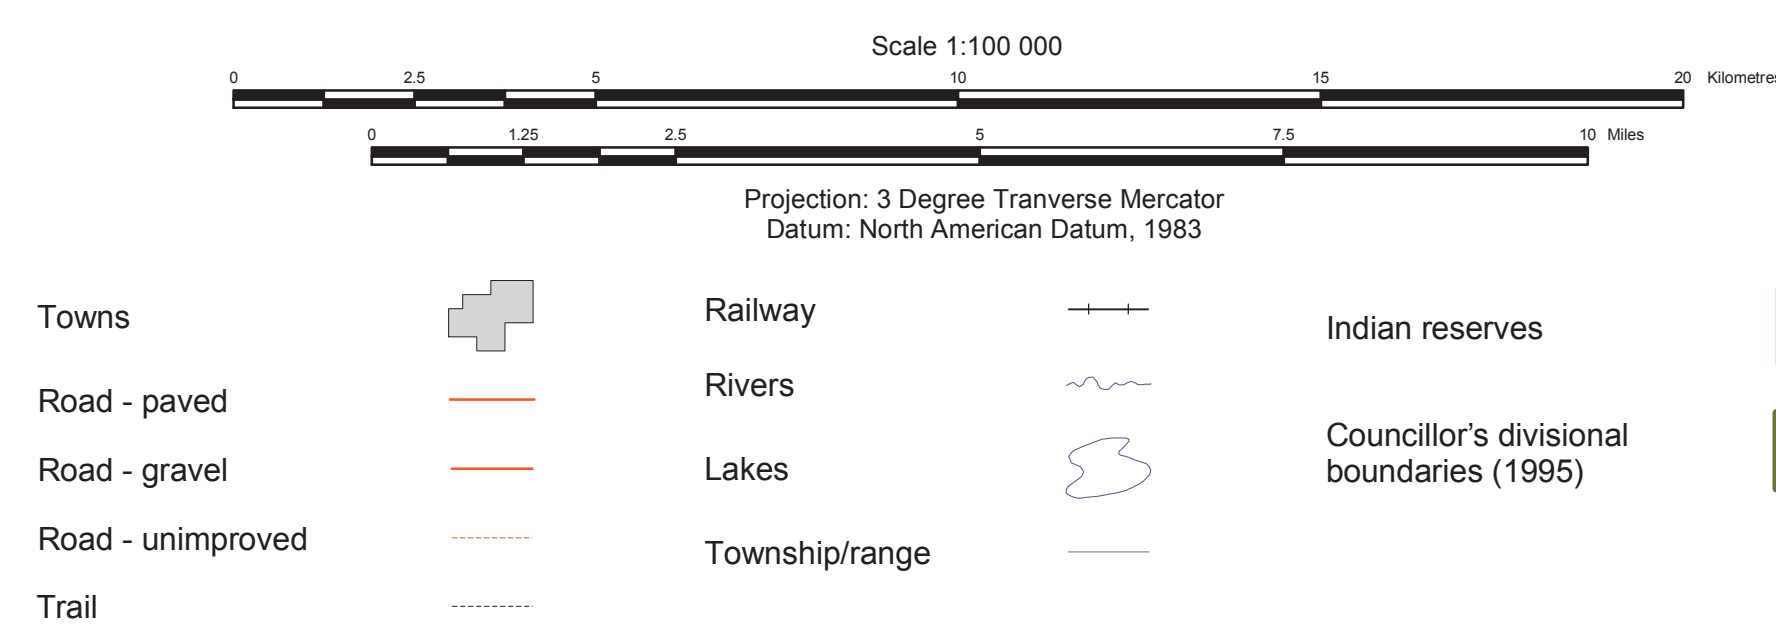 Scale 1:100 000
0 2.5 5 10 15 20 Kilometres
0 1.25 2.5 5 7.5 10 Miles
Projection: 3 Degree Tranverse Mercator
Datum: North American Datum, 1983
Towns
Road - paved
Road - gravel
Road - unimproved
Trail
Railway
Rivers
Lakes
Township/range
Indian reserves
Councillor’s divisional
boundaries (1995)